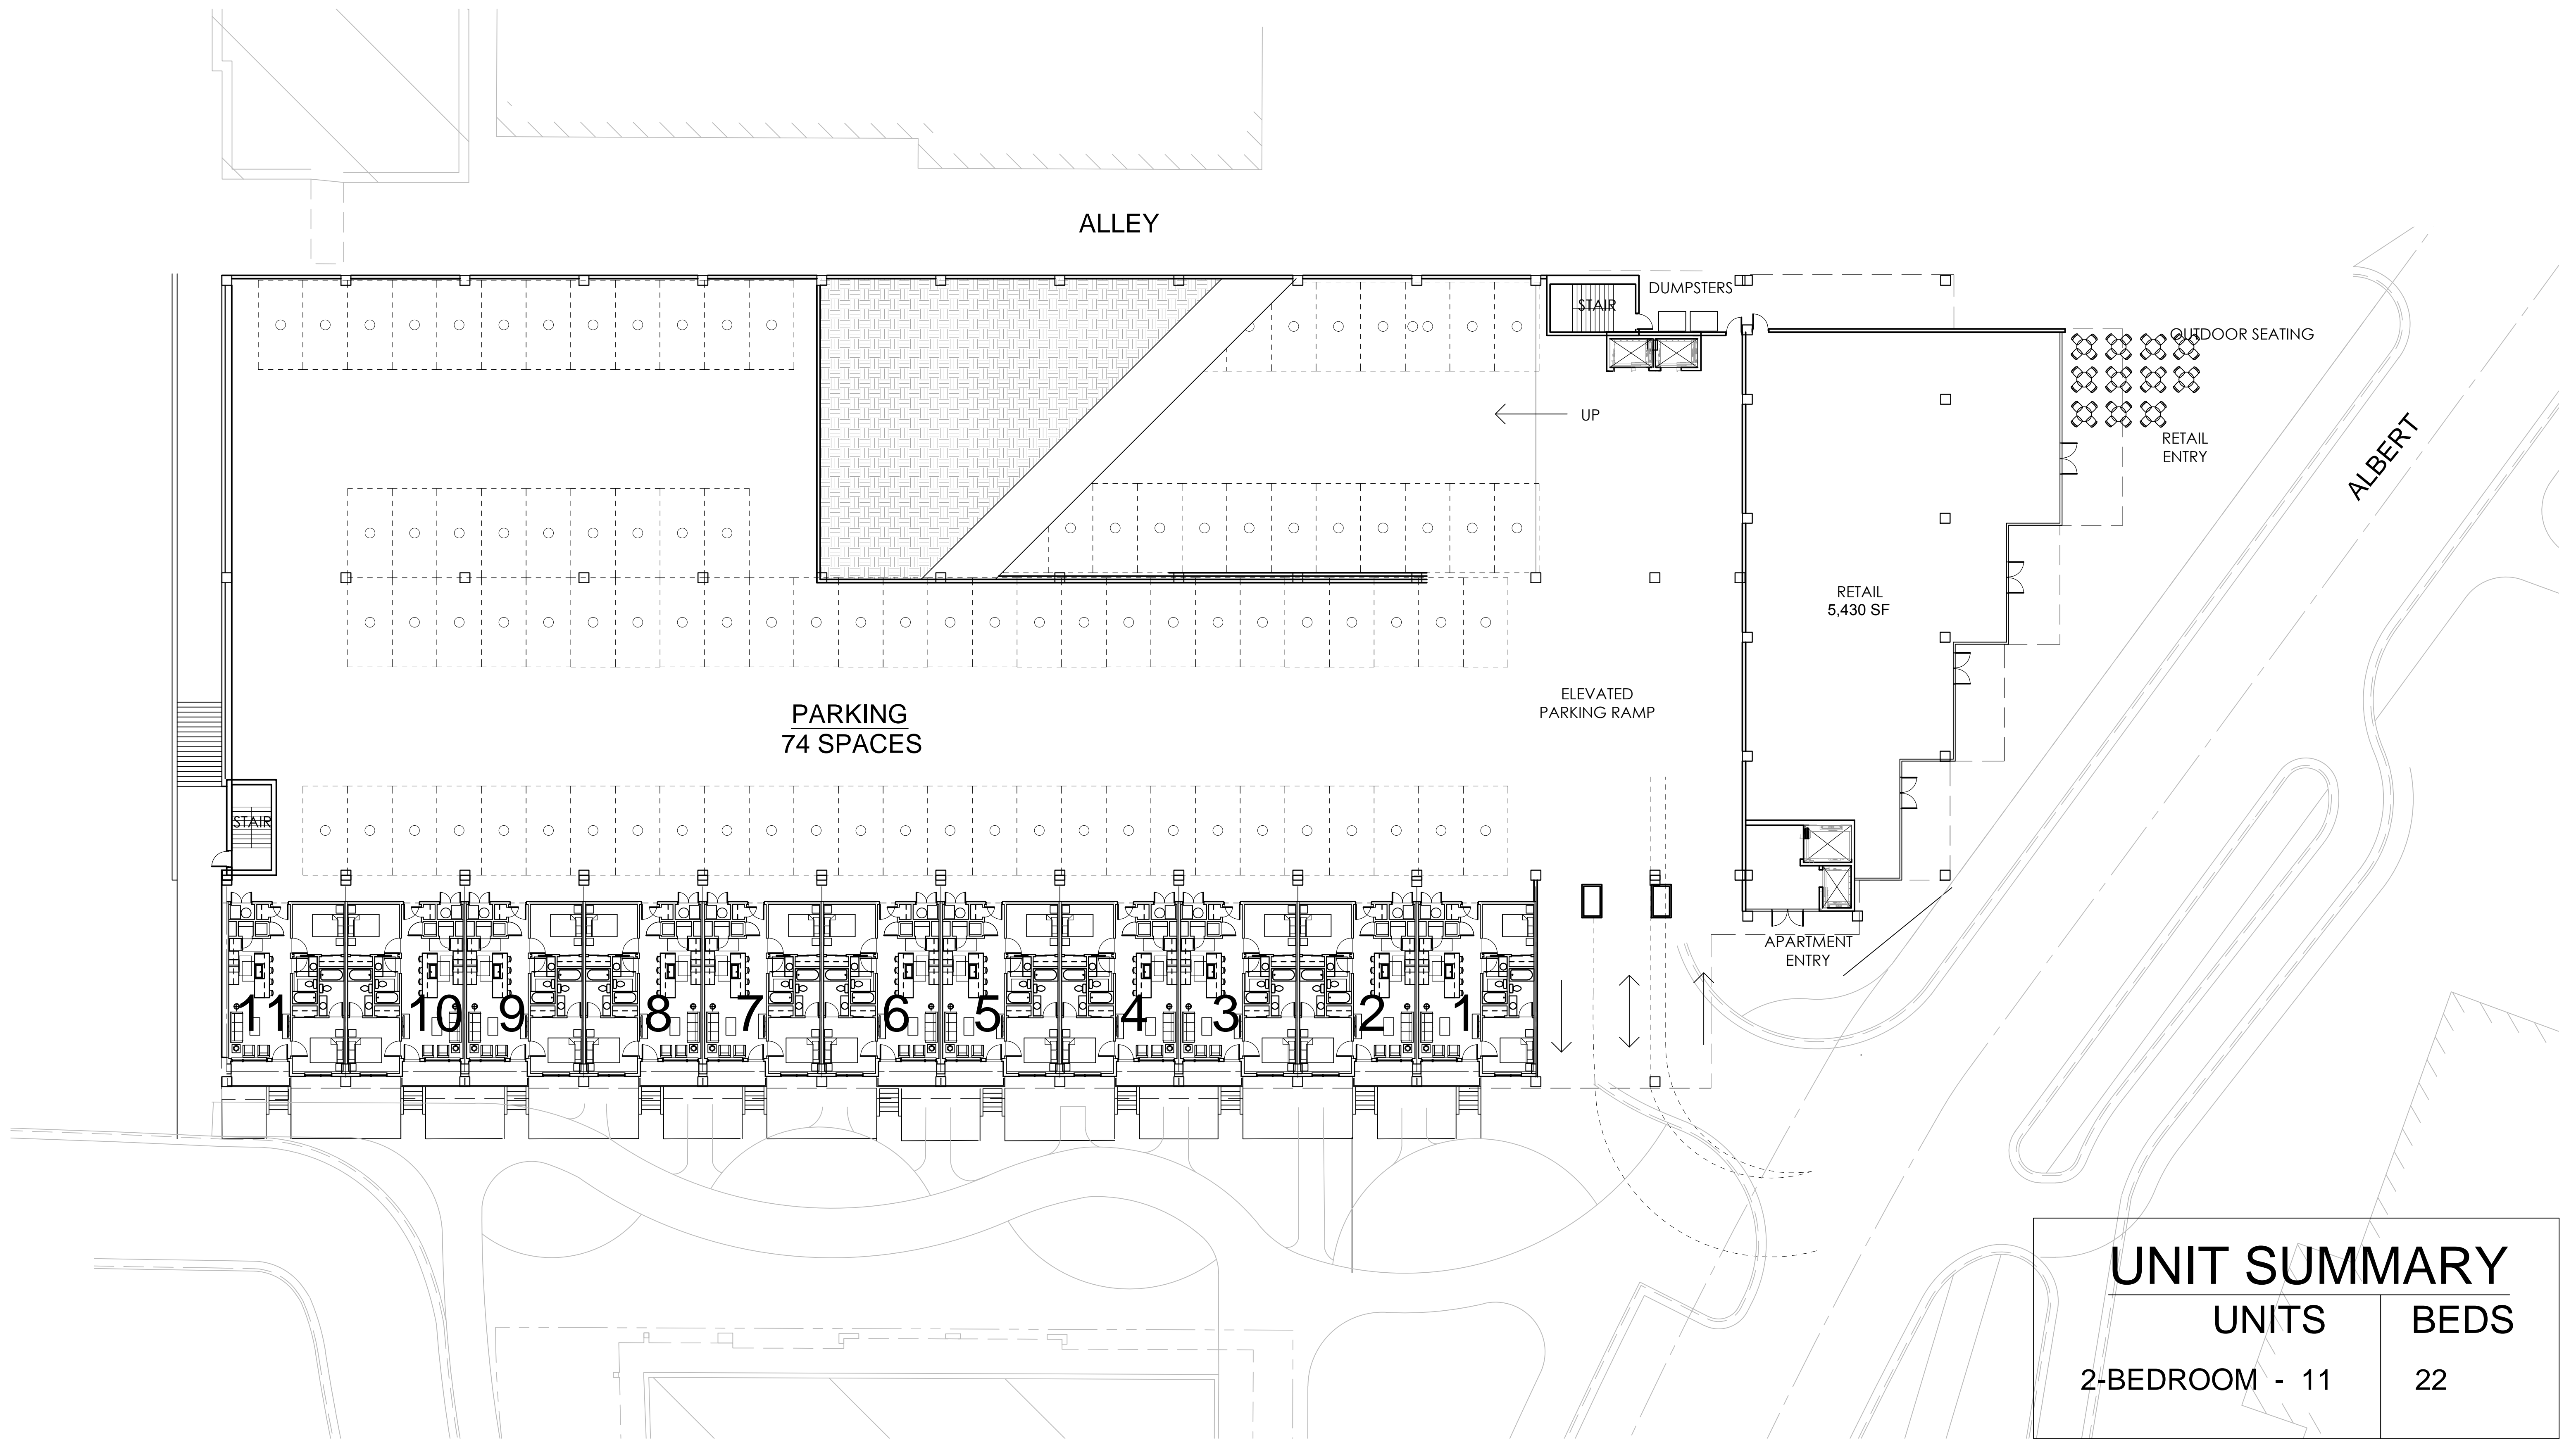 ALLEY
DUMPSTERS
STAIR
OUTDOOR SEATING
UP
RETAIL
ENTRY
ALBERT
RETAIL
5,430 SF
ELEVATED
PARKING RAMP
PARKING
74 SPACES
STAIR
APARTMENT
ENTRY
11 10 9 8 7 6 5 4 3 2 1
UNIT SUMMARY
UNITS BEDS
2-BEDROOM - 11 22